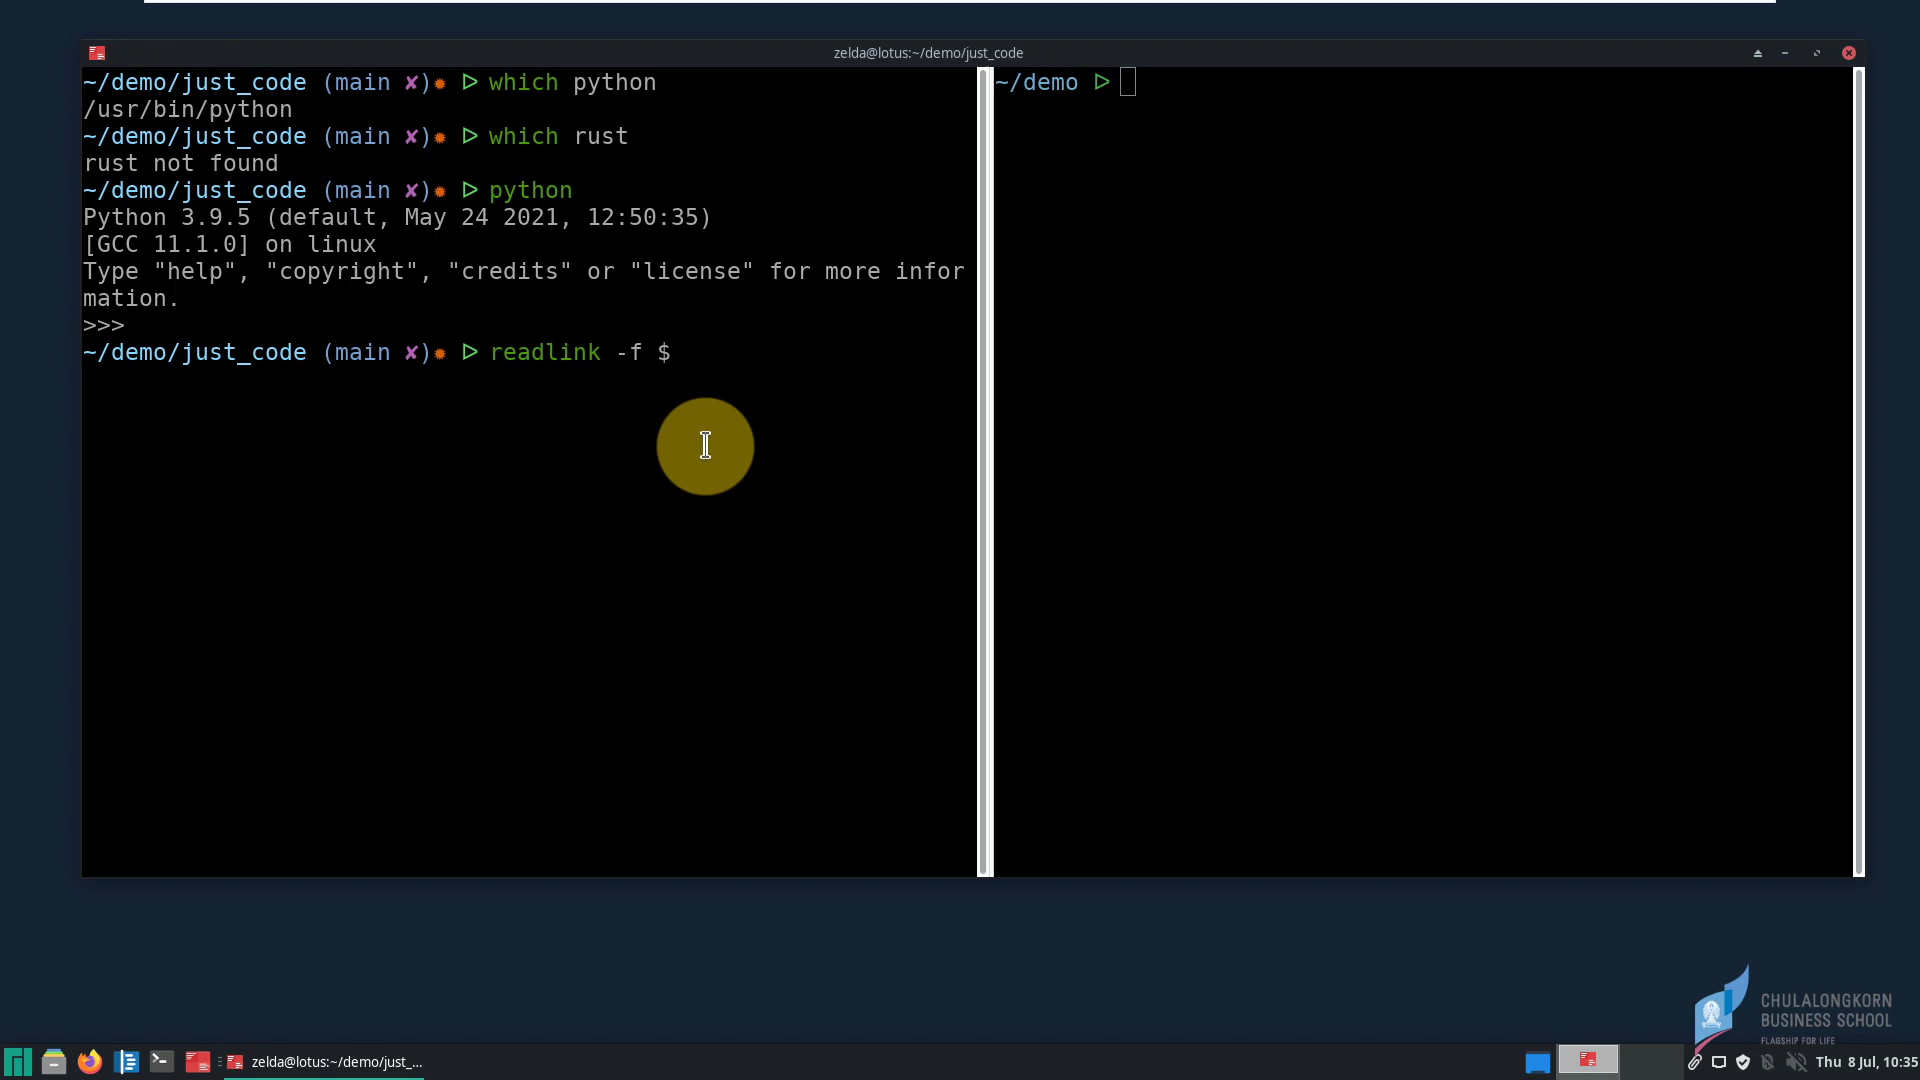 zelda@lotus:~/demo/just_code
~/demo/just_code (main ✘)✹ ▷ which python
/usr/bin/python
~/demo/just_code (main ✘)✹ ▷ which rust
rust not found
~/demo/just_code (main ✘)✹ ▷ python
Python 3.9.5 (default, May 24 2021, 12:50:35)
[GCC 11.1.0] on linux
Type "help", "copyright", "credits" or "license" for more infor
mation.
>>>
~/demo/just_code (main ✘)✹ ▷ readlink -f $
~/demo ▷
CHULALONGKORN
BUSINESS SCHOOL
FLAGSHIP FOR LIFE
zelda@lotus:~/demo/just_...
Thu 8 Jul, 10:35